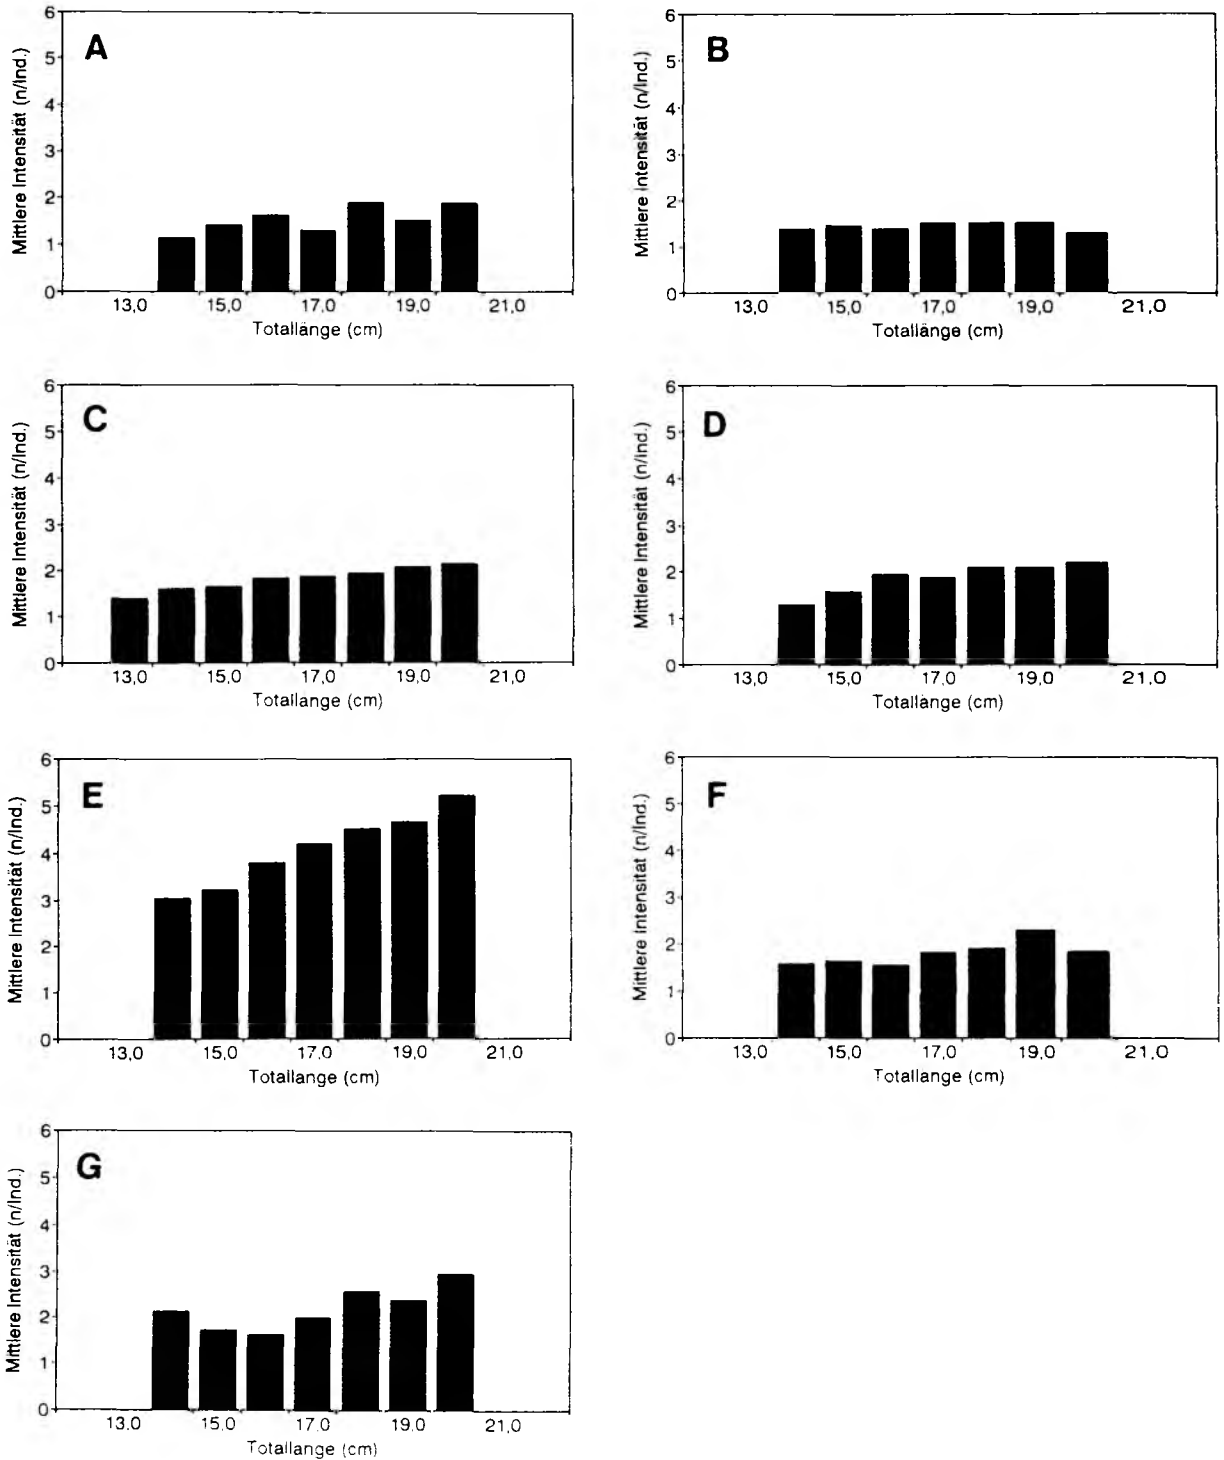 A
Mittlere Intensität (n/Ind.)
6
5
4
3
2
1
0
13,0 15,0 17,0 19,0 21,0
Totallänge (cm)
B
Mittlere Intensität (n/Ind.)
6
5
4
3
2
1
0
13,0 15,0 17,0 19,0 21,0
Totallänge (cm)
C
Mittlere Intensität (n/Ind.)
6
5
4
3
2
1
0
13,0 15,0 17,0 19,0 21,0
Totallänge (cm)
D
Mittlere Intensität (n/Ind.)
6
5
4
3
2
1
0
13,0 15,0 17,0 19,0 21,0
Totallänge (cm)
E
Mittlere Intensität (n/Ind.)
6
5
4
3
2
1
0
13,0 15,0 17,0 19,0 21,0
Totallange (cm)
F
Mittlere Intensität (n/Ind.)
6
5
4
3
2
1
0
13,0 15,0 17,0 19,0 21,0
Totallange (cm)
G
Mittlere Intensität (n/Ind.)
6
5
4
3
2
1
0
13,0 15,0 17,0 19,0 21,0
Totallange (cm)